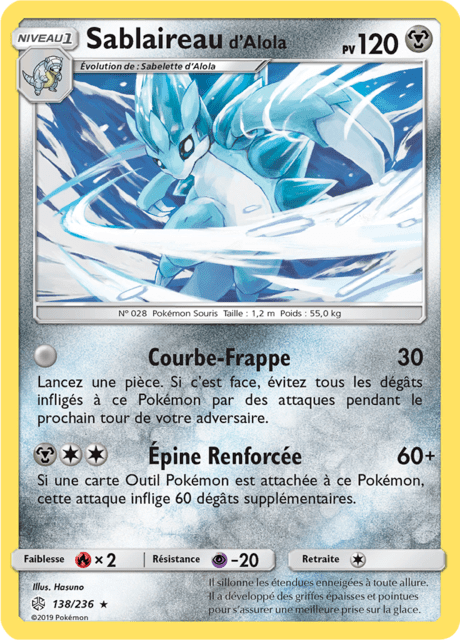 NIVEAU 1
Sablaireau d'Alola
PV 120
Évolution de : Sabelette d'Alola
N° 028 Pokémon Souris Taille : 1,2 m Poids : 55,0 kg
Courbe-Frappe 30
Lancez une pièce. Si c'est face, évitez tous les dégâts
infligés à ce Pokémon par des attaques pendant le
prochain tour de votre adversaire.
Épine Renforcée 60+
Si une carte Outil Pokémon est attachée à ce Pokémon,
cette attaque inflige 60 dégâts supplémentaires.
Faiblesse × 2 Résistance -20 Retraite
Illus. Hasuno
138/236 ★
©2019 Pokémon
Il sillonne les étendues enneigées à toute allure.
Il a développé des griffes épaisses et pointues
pour s'assurer une meilleure prise sur la glace.